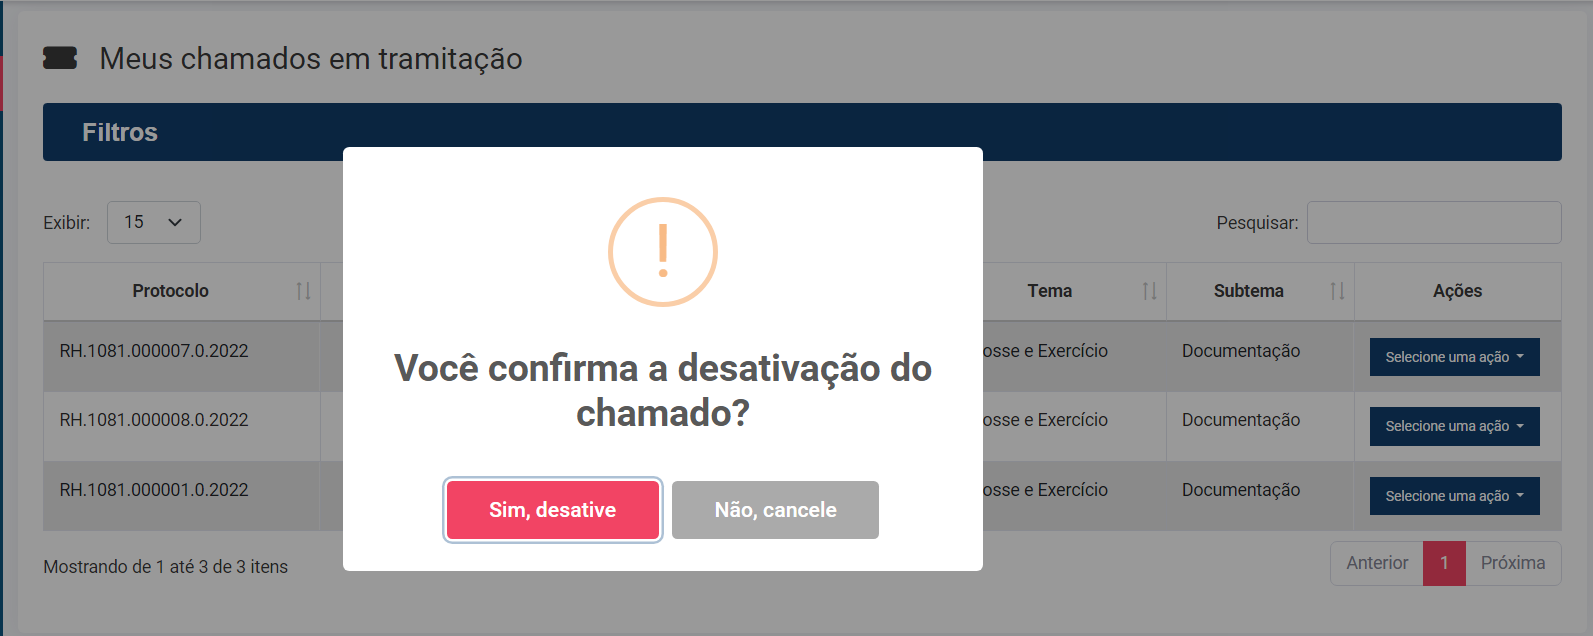 Meus chamados em tramitação
Filtros
Exibir: 15
Pesquisar:
Protocolo Tema Subtema Ações
RH.1081.000007.0.2022 osse e Exercício Documentação Selecione uma ação
RH.1081.000008.0.2022 osse e Exercício Documentação Selecione uma ação
RH.1081.000001.0.2022 osse e Exercício Documentação Selecione uma ação
Mostrando de 1 até 3 de 3 itens
Anterior 1 Próxima
!
Você confirma a desativação do
chamado?
Sim, desative Não, cancele